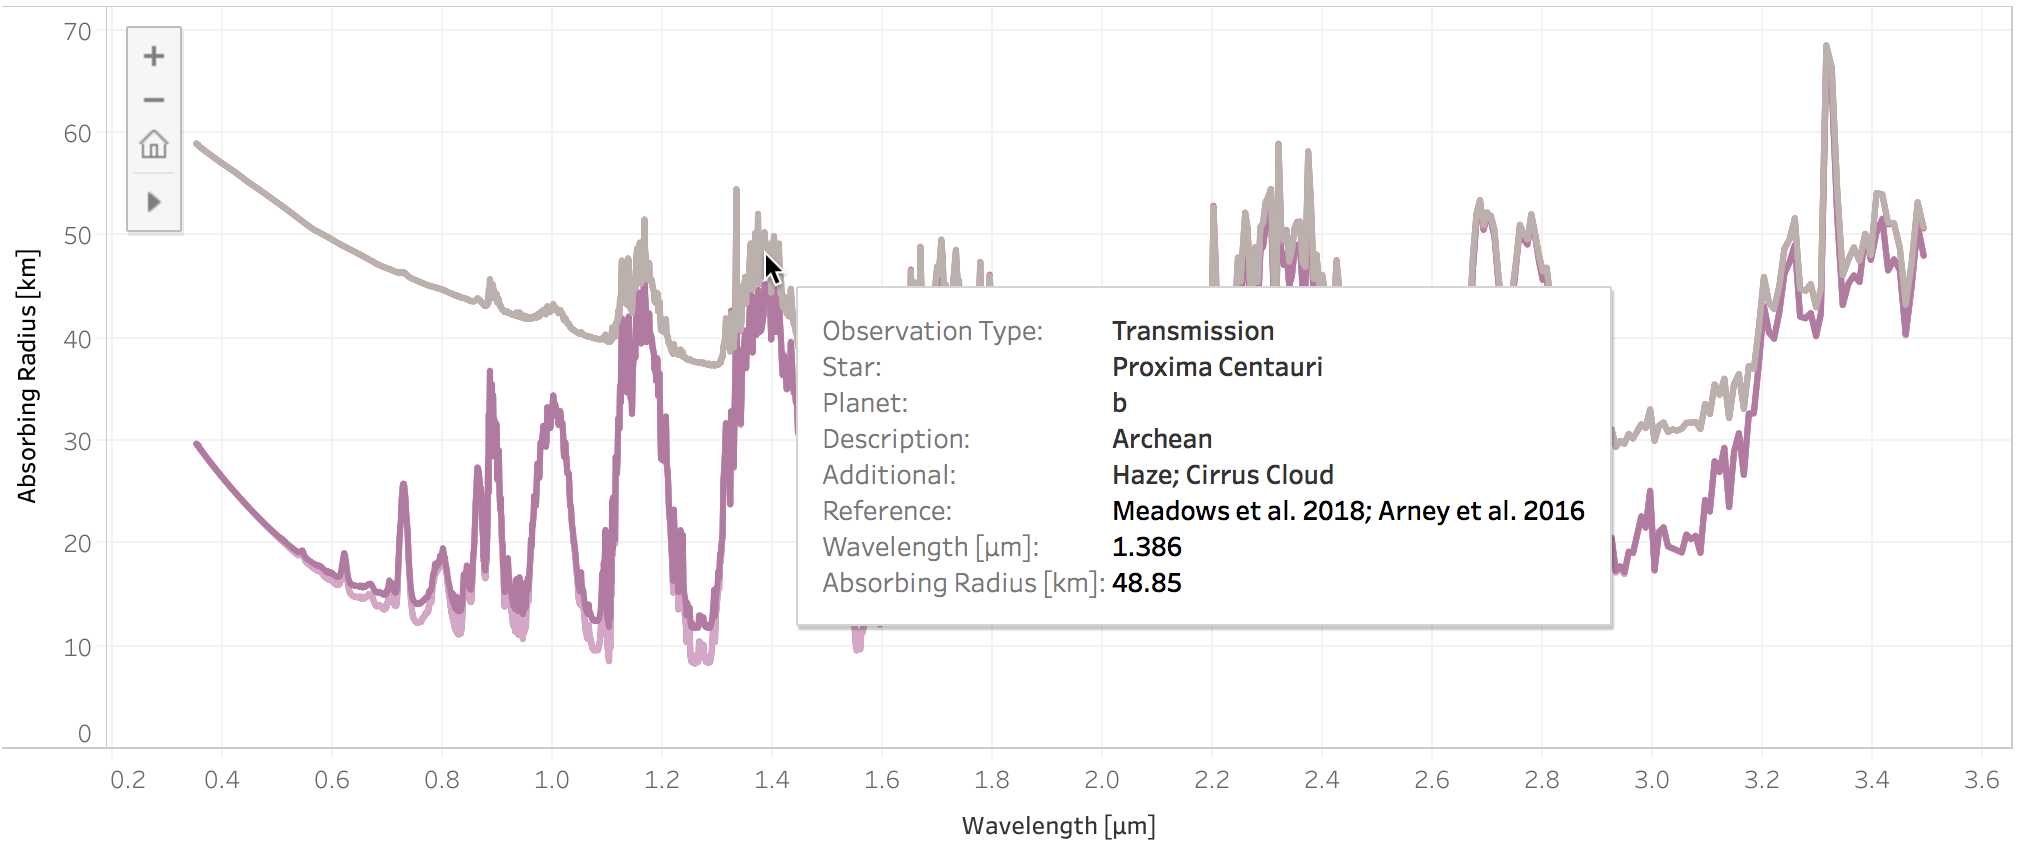 70
60
50
40
30
20
10
0
Absorbing Radius [km]
Observation Type: Transmission
Star: Proxima Centauri
Planet: b
Description: Archean
Additional: Haze; Cirrus Cloud
Reference: Meadows et al. 2018; Arney et al. 2016
Wavelength [µm]: 1.386
Absorbing Radius [km]: 48.85
0.2 0.4 0.6 0.8 1.0 1.2 1.4 1.6 1.8 2.0 2.2 2.4 2.6 2.8 3.0 3.2 3.4 3.6
Wavelength [µm]